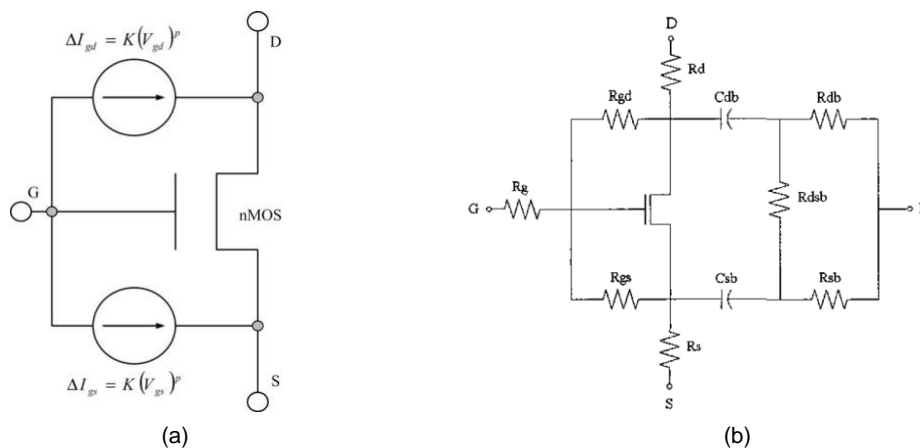 ΔI_gd = K(V_gd)^p
D
G
nMOS
S
ΔI_gs = K(V_gs)^p
(a)
D
Rd
Rgd
Cdb
Rdb
Rg
G
Rdsb
Rgs
Csb
Rsb
Rs
S
(b)